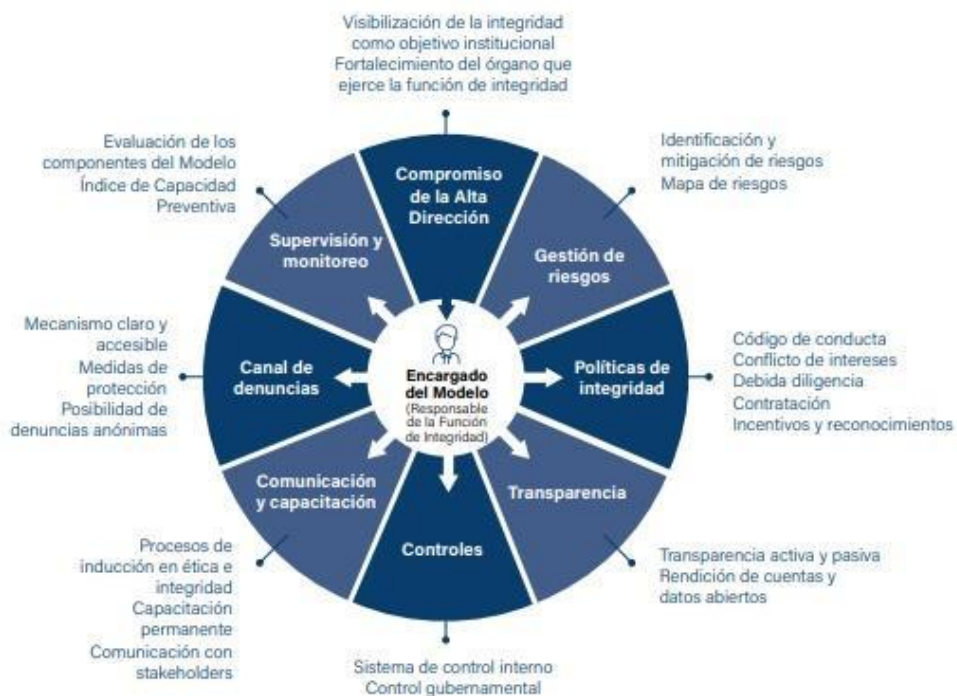 Visibilización de la integridad
como objetivo institucional
Fortalecimiento del órgano que
ejerce la función de integridad
Compromiso
de la Alta
Dirección
Identificación y
mitigación de riesgos
Mapa de riesgos
Gestión de
riesgos
Código de conducta
Conflicto de intereses
Debida diligencia
Contratación
Incentivos y reconocimientos
Políticas de
integridad
Transparencia activa y pasiva
Rendición de cuentas y
datos abiertos
Transparencia
Sistema de control interno
Control gubernamental
Controles
Procesos de
inducción en ética e
integridad
Capacitación
permanente
Comunicación con
stakeholders
Comunicación
y capacitación
Mecanismo claro y
accesible
Medidas de
protección
Posibilidad de
denuncias anónimas
Canal de
denuncias
Evaluación de los
componentes del Modelo
Índice de Capacidad
Preventiva
Supervisión y
monitoreo
Encargado
del Modelo
(Responsable
de la Función
de Integridad)